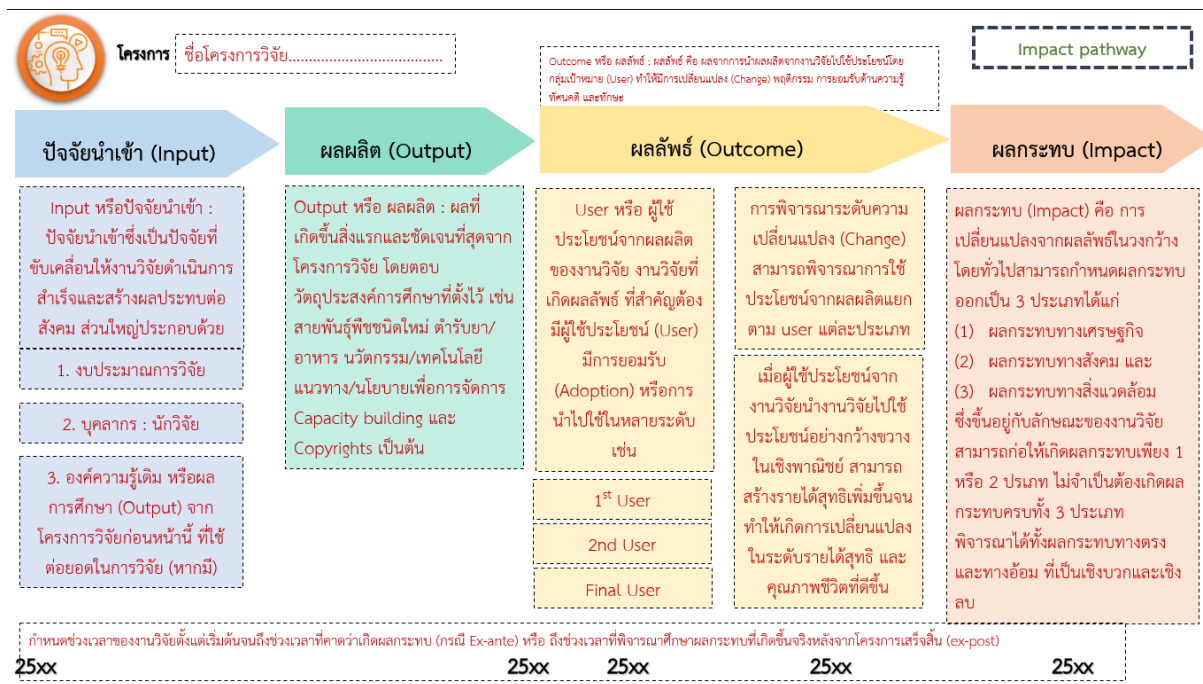 โครงการ
ชื่อโครงการวิจัย.......................................
Impact pathway
Outcome หรือ ผลลัพธ์ : ผลลัพธ์ คือ ผลจากการนำผลผลิตจากงานวิจัยไปใช้ประโยชน์โดย
กลุ่มเป้าหมาย (User) ทำให้มีการเปลี่ยนแปลง (Change) พฤติกรรม การยอมรับด้านความรู้
ทัศนคติ และทักษะ
ปัจจัยนำเข้า (Input)
ผลผลิต (Output)
ผลลัพธ์ (Outcome)
ผลกระทบ (Impact)
Input หรือปัจจัยนำเข้า :
ปัจจัยนำเข้าซึ่งเป็นปัจจัยที่
ขับเคลื่อนให้งานวิจัยดำเนินการ
สำเร็จและสร้างผลประทบต่อ
สังคม ส่วนใหญ่ประกอบด้วย
1. งบประมาณการวิจัย
2. บุคลากร : นักวิจัย
3. องค์ความรู้เดิม หรือผล
การศึกษา (Output) จาก
โครงการวิจัยก่อนหน้านี้ ที่ใช้
ต่อยอดในการวิจัย (หากมี)
Output หรือ ผลผลิต : ผลที่
เกิดขึ้นสิ่งแรกและชัดเจนที่สุดจาก
โครงการวิจัย โดยตอบ
วัตถุประสงค์การศึกษาที่ตั้งไว้ เช่น
สายพันธุ์พืชชนิดใหม่ ตำรับยา/
อาหาร นวัตกรรม/เทคโนโลยี
แนวทาง/นโยบายเพื่อการจัดการ
Capacity building และ
Copyrights เป็นต้น
User หรือ ผู้ใช้
ประโยชน์จากผลผลิต
ของงานวิจัย งานวิจัยที่
เกิดผลลัพธ์ ที่สำคัญต้อง
มีผู้ใช้ประโยชน์ (User)
มีการยอมรับ
(Adoption) หรือการ
นำไปใช้ในหลายระดับ
เช่น
1st User
2nd User
Final User
การพิจารณาระดับความ
เปลี่ยนแปลง (Change)
สามารถพิจารณาการใช้
ประโยชน์จากผลผลิตแยก
ตาม user แต่ละประเภท
เมื่อผู้ใช้ประโยชน์จาก
งานวิจัยนำงานวิจัยไปใช้
ประโยชน์อย่างกว้างขวาง
ในเชิงพาณิชย์ สามารถ
สร้างรายได้สุทธิเพิ่มขึ้นจน
ทำให้เกิดการเปลี่ยนแปลง
ในระดับรายได้สุทธิ และ
คุณภาพชีวิตที่ดีขึ้น
ผลกระทบ (Impact) คือ การ
เปลี่ยนแปลงจากผลลัพธ์ในวงกว้าง
โดยทั่วไปสามารถกำหนดผลกระทบ
ออกเป็น 3 ประเภทได้แก่
(1) ผลกระทบทางเศรษฐกิจ
(2) ผลกระทบทางสังคม และ
(3) ผลกระทบทางสิ่งแวดล้อม
ซึ่งขึ้นอยู่กับลักษณะของงานวิจัย
สามารถก่อให้เกิดผลกระทบเพียง 1
หรือ 2 ปรเภท ไม่จำเป็นต้องเกิดผล
กระทบครบทั้ง 3 ประเภท
พิจารณาได้ทั้งผลกระทบทางตรง
และทางอ้อม ที่เป็นเชิงบวกและเชิง
ลบ
กำหนดช่วงเวลาของงานวิจัยตั้งแต่เริ่มต้นจนถึงช่วงเวลาที่คาดว่าเกิดผลกระทบ (กรณี Ex-ante) หรือ ถึงช่วงเวลาที่พิจารณาศึกษาผลกระทบที่เกิดขึ้นจริงหลังจากโครงการเสร็จสิ้น (ex-post)
25xx 25xx 25xx 25xx 25xx